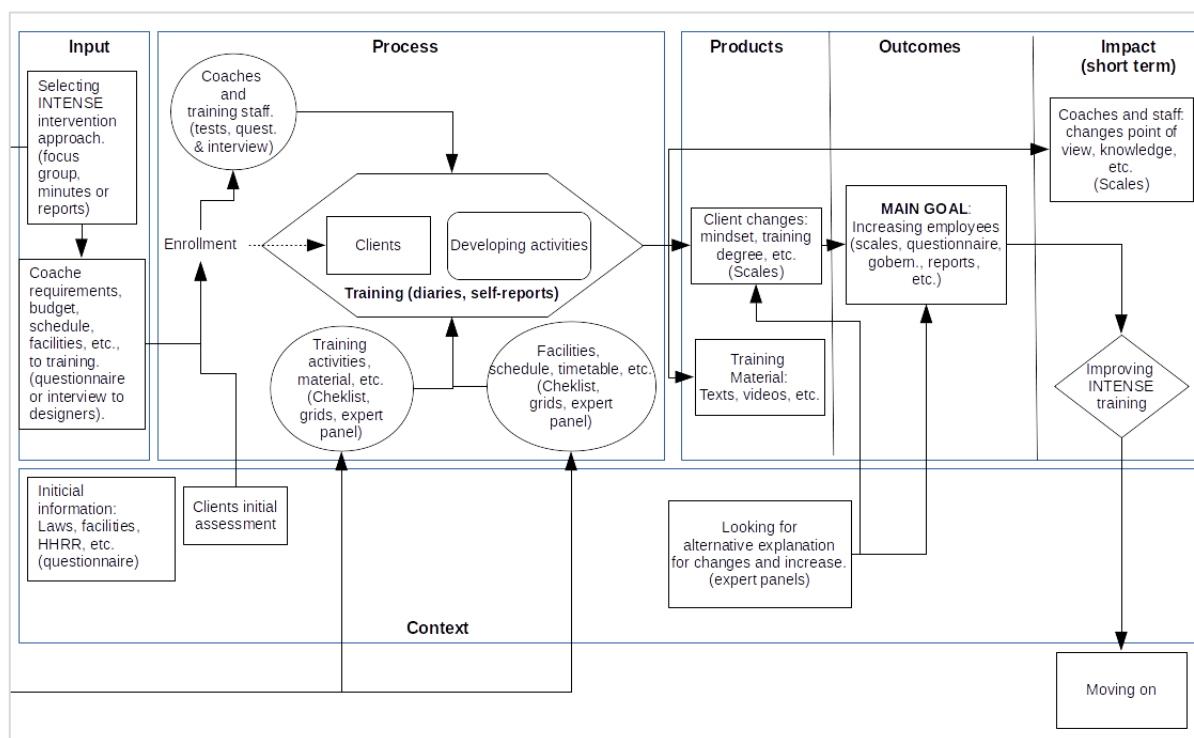 Input
Selecting
INTENSE
intervention
approach.
(focus
group,
minutes or
reports)
Coache
requirements,
budget,
schedule,
facilities, etc.,
to training.
(questionnaire
or interview to
designers).
Process
Coaches
and
training staff.
(tests, quest.
& interview)
Enrollment
Clients
Developing activities
Training (diaries, self-reports)
Training
activities,
material, etc.
(Cheklist,
grids, expert
panel)
Facilities,
schedule, timetable, etc.
(Cheklist,
grids, expert
panel)
Products
Client changes:
mindset, training
degree, etc.
(Scales)
Training
Material:
Texts, videos, etc.
Outcomes
MAIN GOAL:
Increasing employees
(scales, questionnaire,
gobern., reports,
etc.)
Impact
(short term)
Coaches and staff:
changes point of
view, knowledge,
etc.
(Scales)
Improving
INTENSE
training
Initicial
information:
Laws, facilities,
HHRR, etc.
(questionnaire)
Clients initial
assessment
Looking for
alternative explanation
for changes and increase.
(expert panels)
Context
Moving on